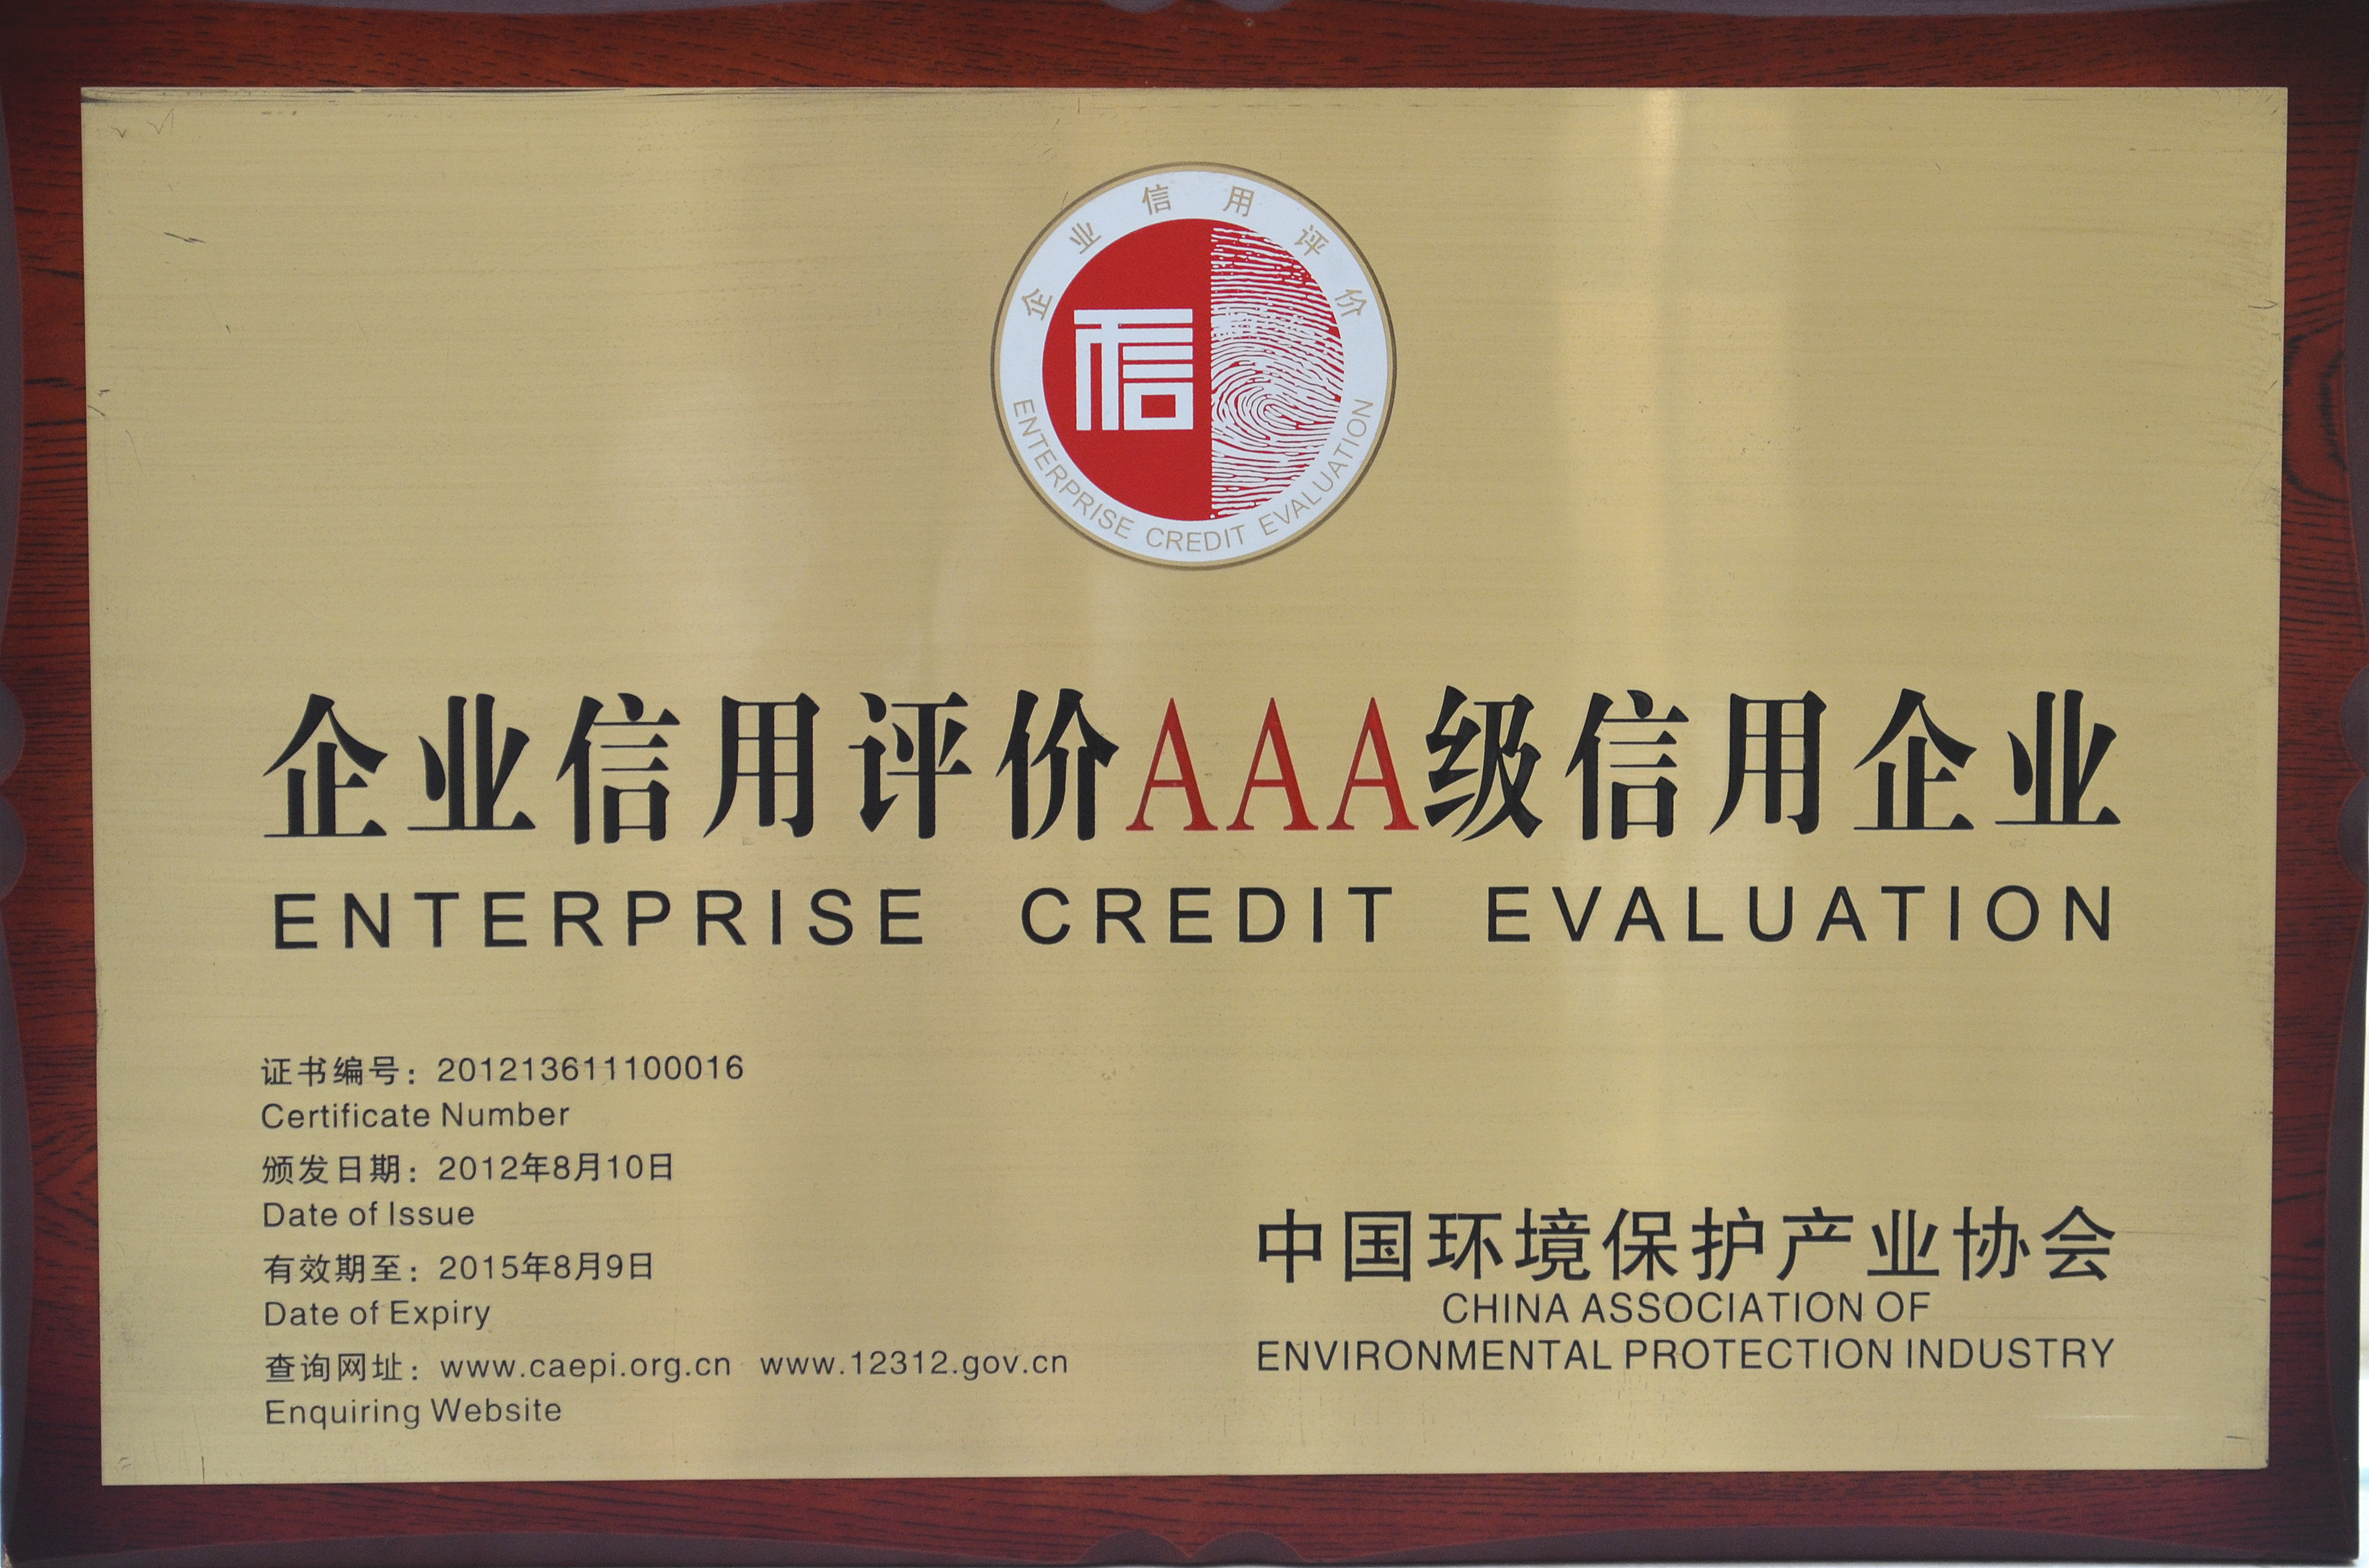 企业信用评价
信
ENTERPRISE CREDIT EVALUATION
企业信用评价AAA级信用企业
ENTERPRISE CREDIT EVALUATION
证书编号：201213611100016
Certificate Number
颁发日期：2012年8月10日
Date of Issue
有效期至：2015年8月9日
Date of Expiry
查询网址：www.caepi.org.cn www.12312.gov.cn
Enquiring Website
中国环境保护产业协会
CHINA ASSOCIATION OF
ENVIRONMENTAL PROTECTION INDUSTRY